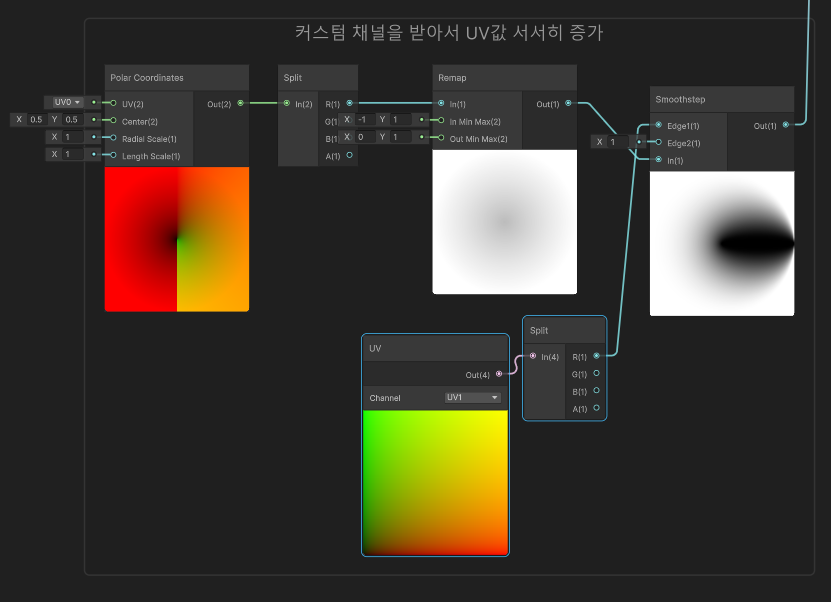 커스텀 채널을 받아서 UV값 서서히 증가
Polar Coordinates
UV0
UV(2)
Out(2)
X 0.5 Y 0.5
Center(2)
X 1
Radial Scale(1)
X 1
Length Scale(1)
Split
In(2)
R(1)
G(1
B(1
A(1)
Remap
In(1)
Out(1)
X -1 Y 1
In Min Max(2)
X 0 Y 1
Out Min Max(2)
Smoothstep
Edge1(1)
Out(1)
X 1
Edge2(1)
In(1)
UV
Out(4)
Channel
UV1
Split
In(4)
R(1)
G(1)
B(1)
A(1)